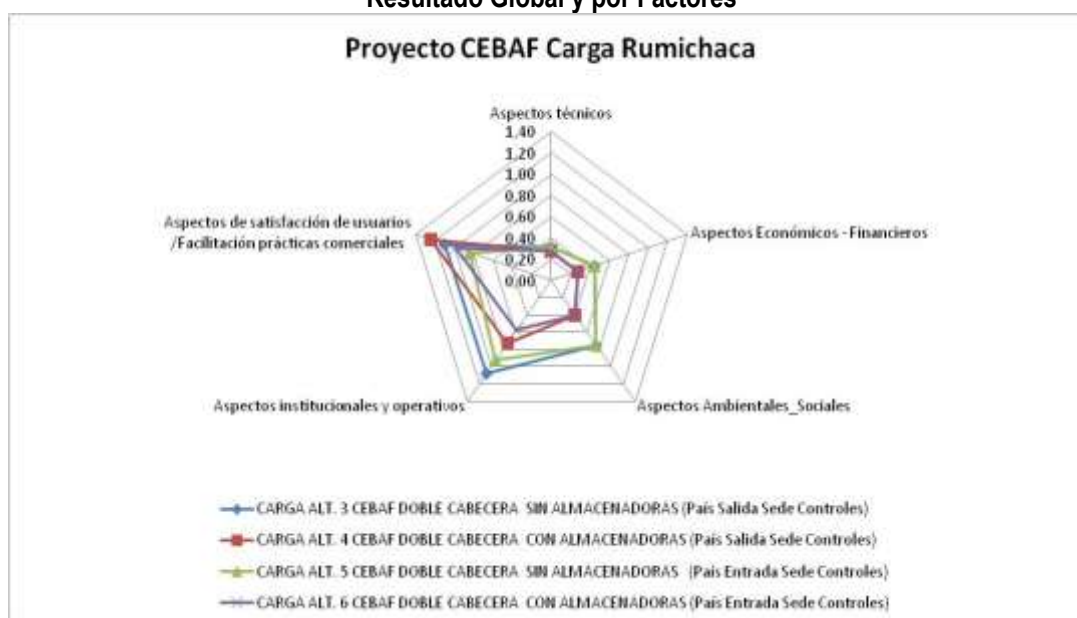 Resultado Global y por Factores
Proyecto CEBAF Carga Rumichaca
Aspectos técnicos
1,40
1,20
1,00
0,80
0,60
0,40
0,20
0,00
Aspectos Económicos - Financieros
Aspectos Ambientales_Sociales
Aspectos institucionales y operativos
Aspectos de satisfacción de usuarios
/Facilitación prácticas comerciales
CARGA ALT. 3 CEBAF DOBLE CABECERA SIN ALMACENADORAS (País Salida Sede Controles)
CARGA ALT. 4 CEBAF DOBLE CABECERA CON ALMACENADORAS (País Salida Sede Controles)
CARGA ALT. 5 CEBAF DOBLE CABECERA SIN ALMACENADORAS (País Entrada Sede Controles)
CARGA ALT. 6 CEBAF DOBLE CABECERA CON ALMACENADORAS (País Entrada Sede Controles)